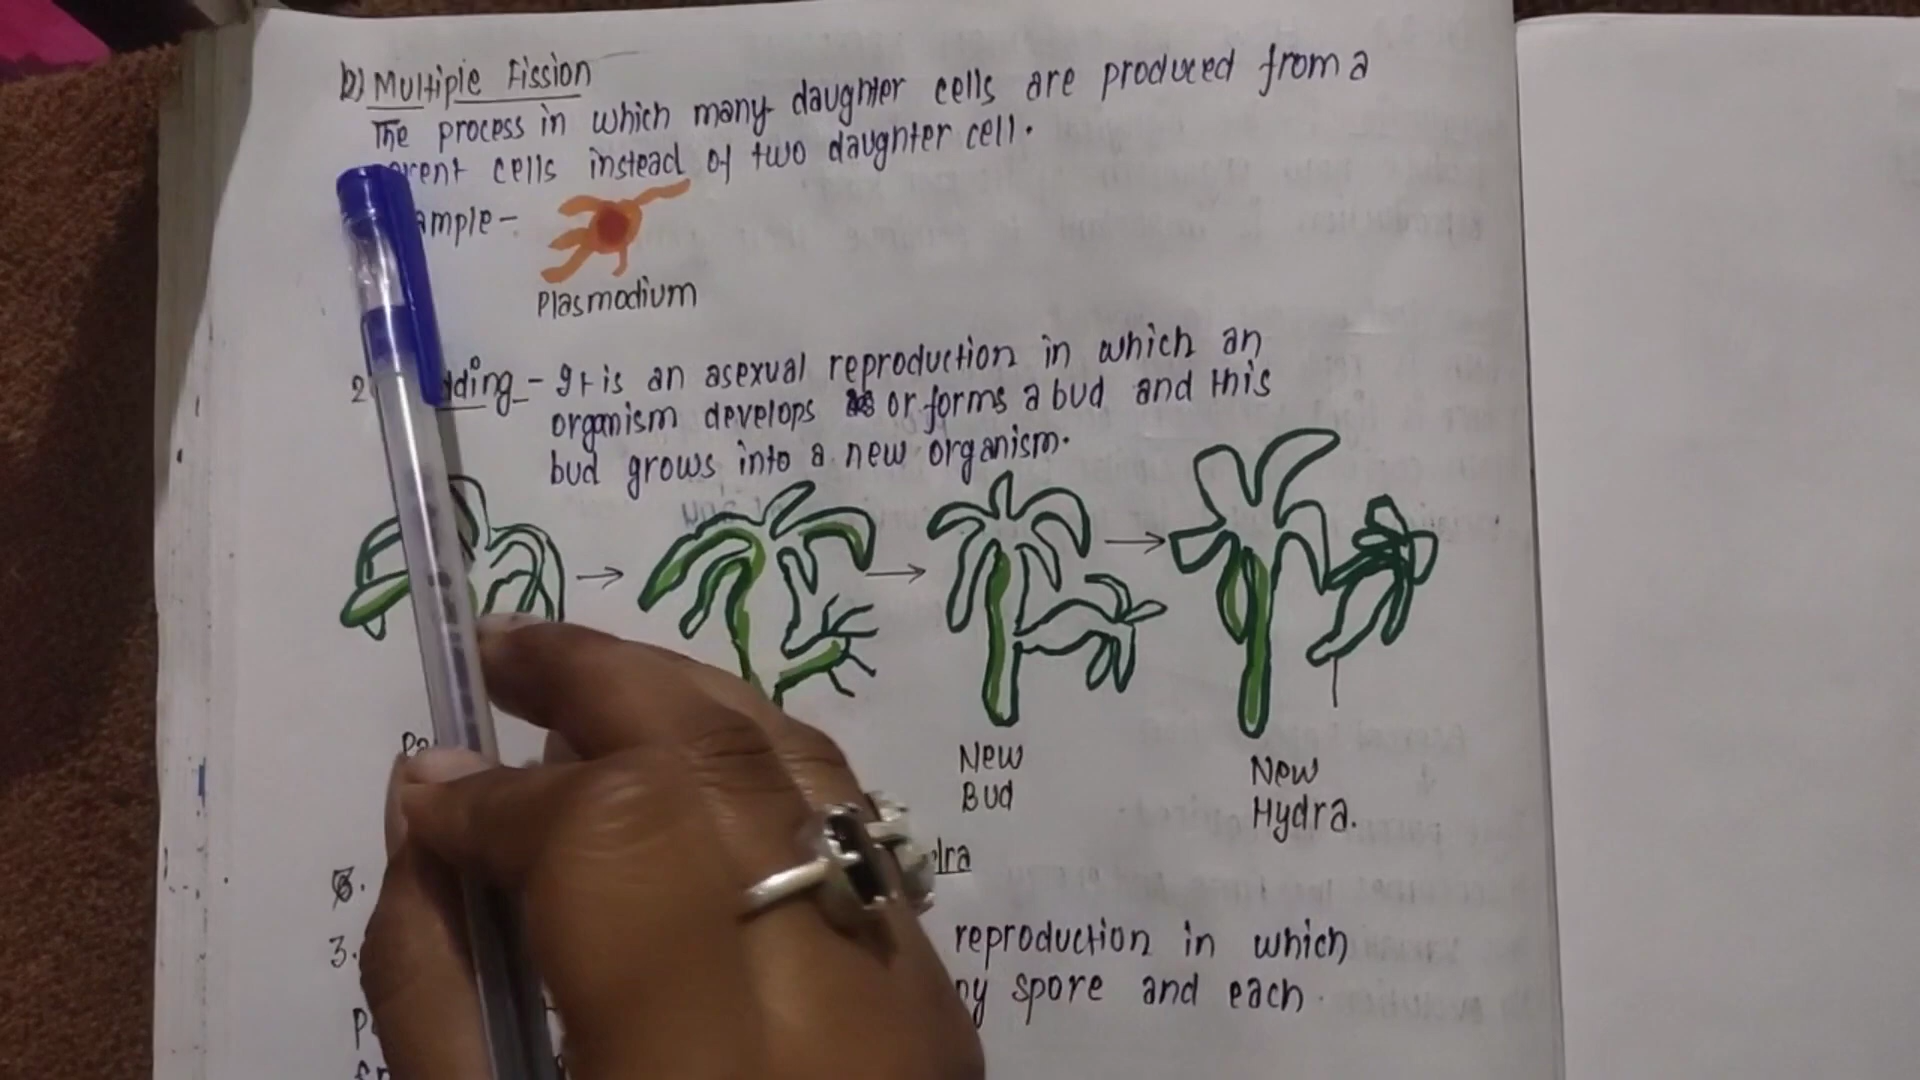 b) Multiple Fission
The process in which many daughter cells are produced from a
cells instead of two daughter cell.
Plasmodium
2 - It is an asexual reproduction in which an
organism develops or forms a bud and this
bud grows into a new organism.
New
Bud
New
Hydra.
3.
reproduction in which
spore and each